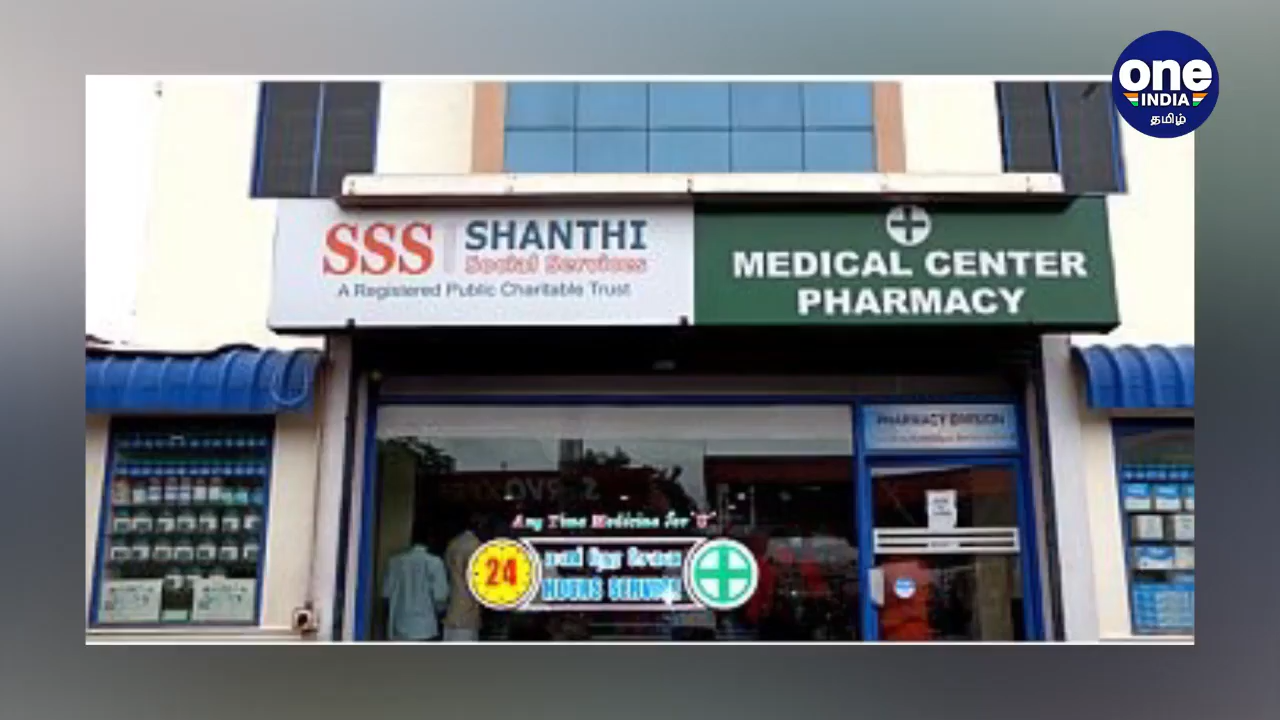 one
INDIA
தமிழ்
SSS SHANTHI
Social Services
A Registered Public Charitable Trust
MEDICAL CENTER
PHARMACY
PHARMACY DIVISION
Any Time Medicine for "U"
24
HOURS SERVICE